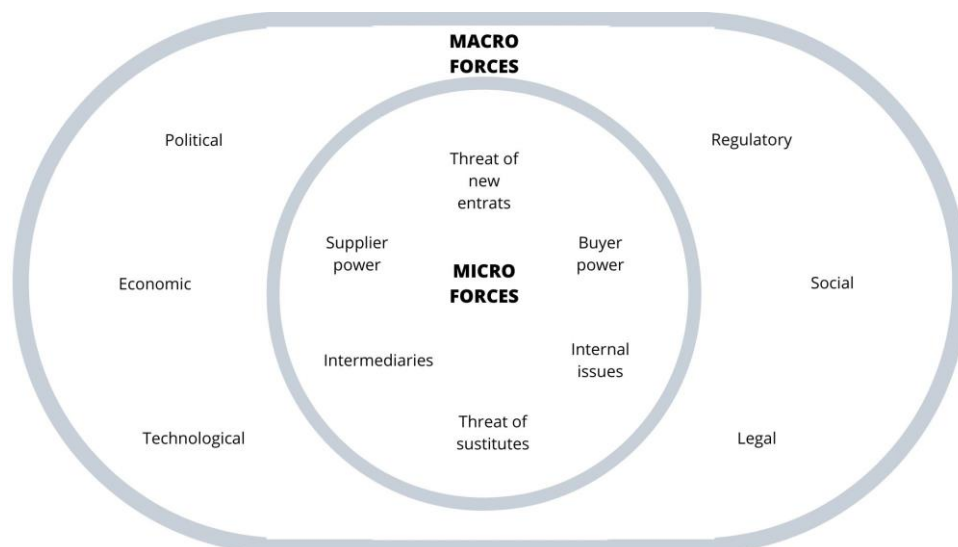 MACRO
FORCES
Political
Regulatory
Threat of
new
entrats
Supplier
power
Buyer
power
MICRO
FORCES
Economic
Social
Intermediaries
Internal
issues
Threat of
sustitutes
Technological
Legal